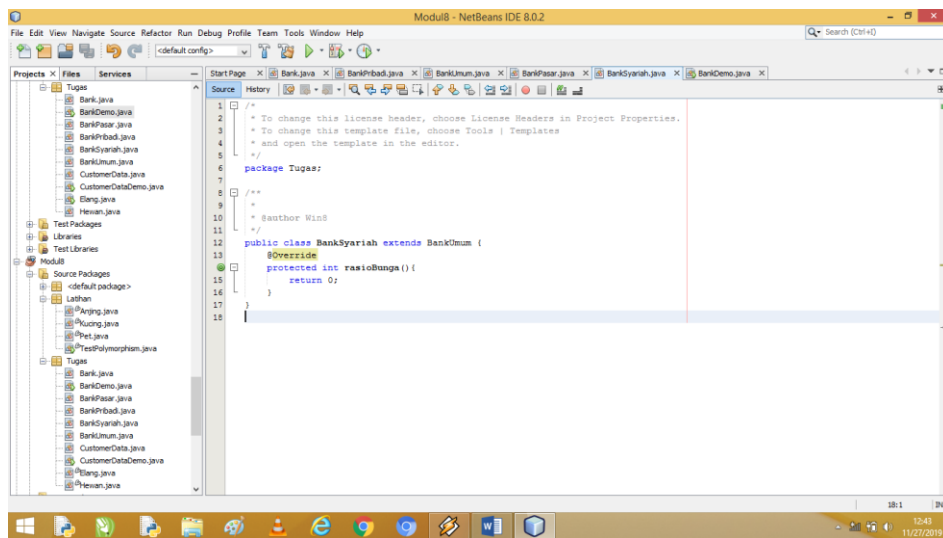 Modul8 - NetBeans IDE 8.0.2
File Edit View Navigate Source Refactor Run Debug Profile Team Tools Window Help
Search (Ctrl+I)
<default config>
Projects Files Services
Start Page Bank.java BankPribadi.java BankUmum.java BankPasar.java BankSyariah.java BankDemo.java
Source History
Tugas
Bank.java
BankDemo.java
BankPasar.java
BankPribadi.java
BankSyariah.java
BankUmum.java
CustomerData.java
CustomerDataDemo.java
Elang.java
Hewan.java
Test Packages
Libraries
Test Libraries
Modul8
Source Packages
<default package>
Latihan
Anjing.java
Kucing.java
Pet.java
TestPolymorphism.java
Tugas
Bank.java
BankDemo.java
BankPasar.java
BankPribadi.java
BankSyariah.java
BankUmum.java
CustomerData.java
CustomerDataDemo.java
Elang.java
Hewan.java
1 /*
2 * To change this license header, choose License Headers in Project Properties.
3 * To change this template file, choose Tools | Templates
4 * and open the template in the editor.
5 */
6 package Tugas;
7
8 /**
9 *
10 * @author Win8
11 */
12 public class BankSyariah extends BankUmum {
13 @Override
protected int rasioBunga(){
15 return 0;
16 }
17 }
18
18:1 IN
12:43
11/27/2019